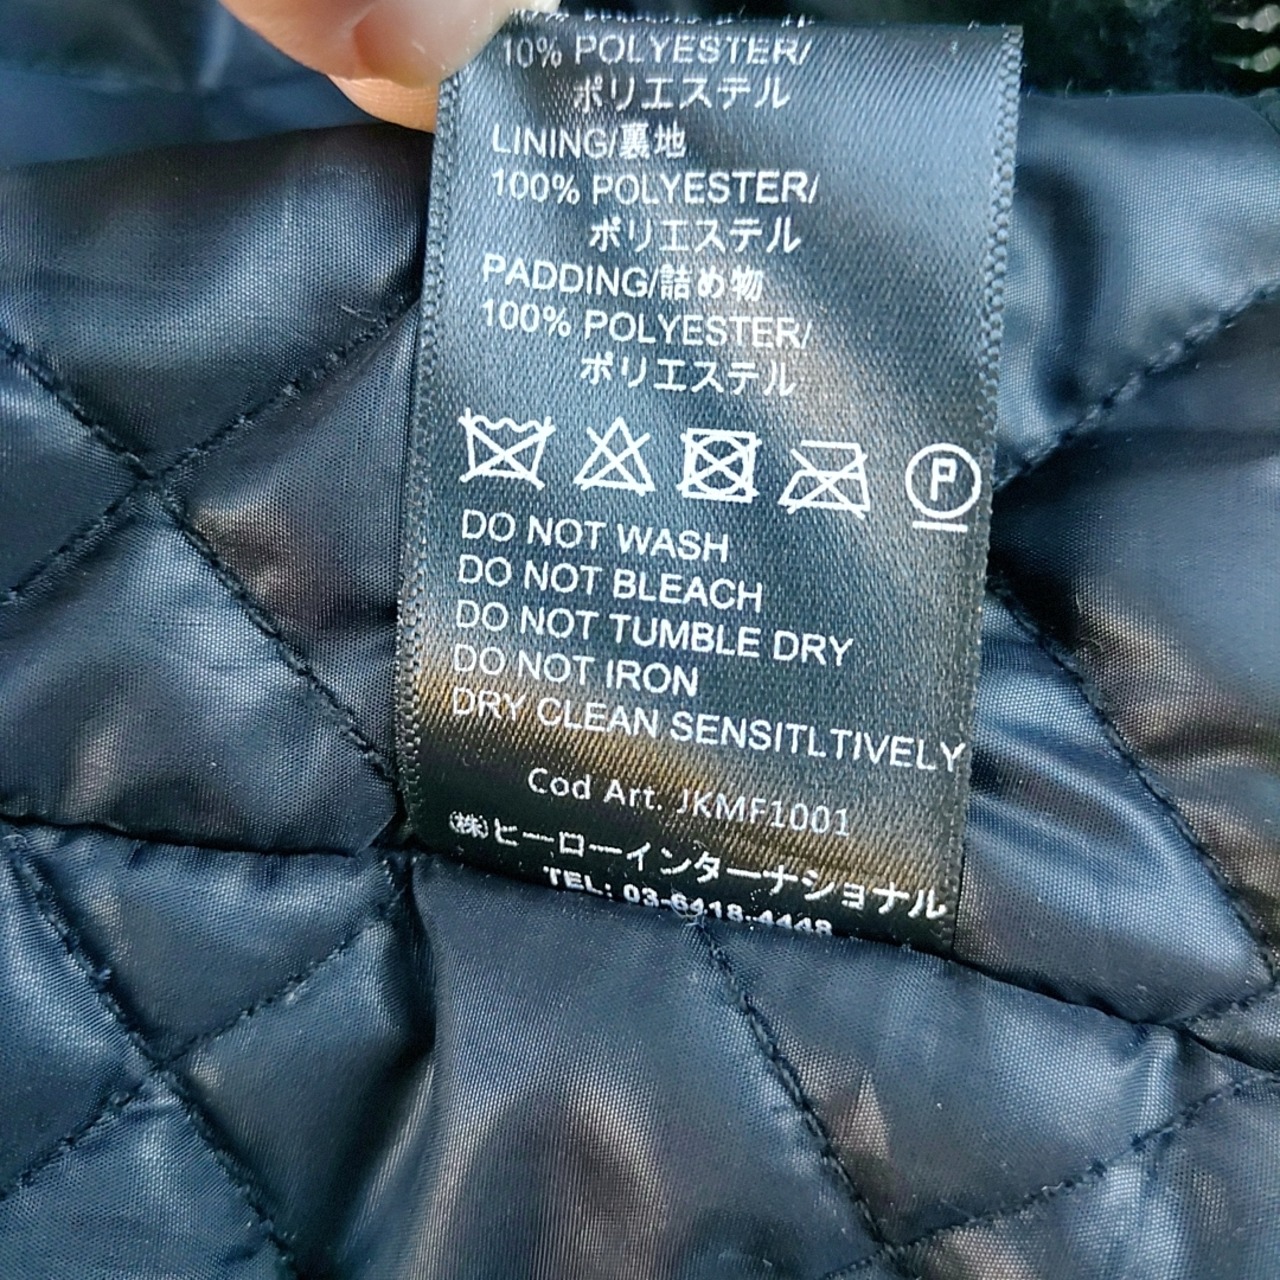 10% POLYESTER/
ポリエステル
LINING/裏地
100% POLYESTER/
ポリエステル
PADDING/詰め物
100% POLYESTER/
ポリエステル
P
DO NOT WASH
DO NOT BLEACH
DO NOT TUMBLE DRY
DO NOT IRON
DRY CLEAN SENSITLTIVELY
Cod Art. JKMF1001
㈱ヒーローインターナショナル
TEL: 03-6418-4448